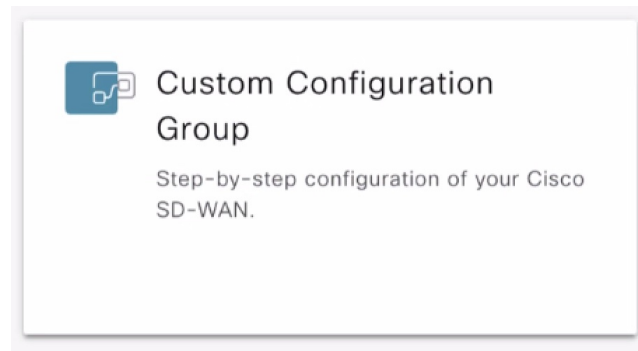 Custom Configuration
Group
Step-by-step configuration of your Cisco
SD-WAN.